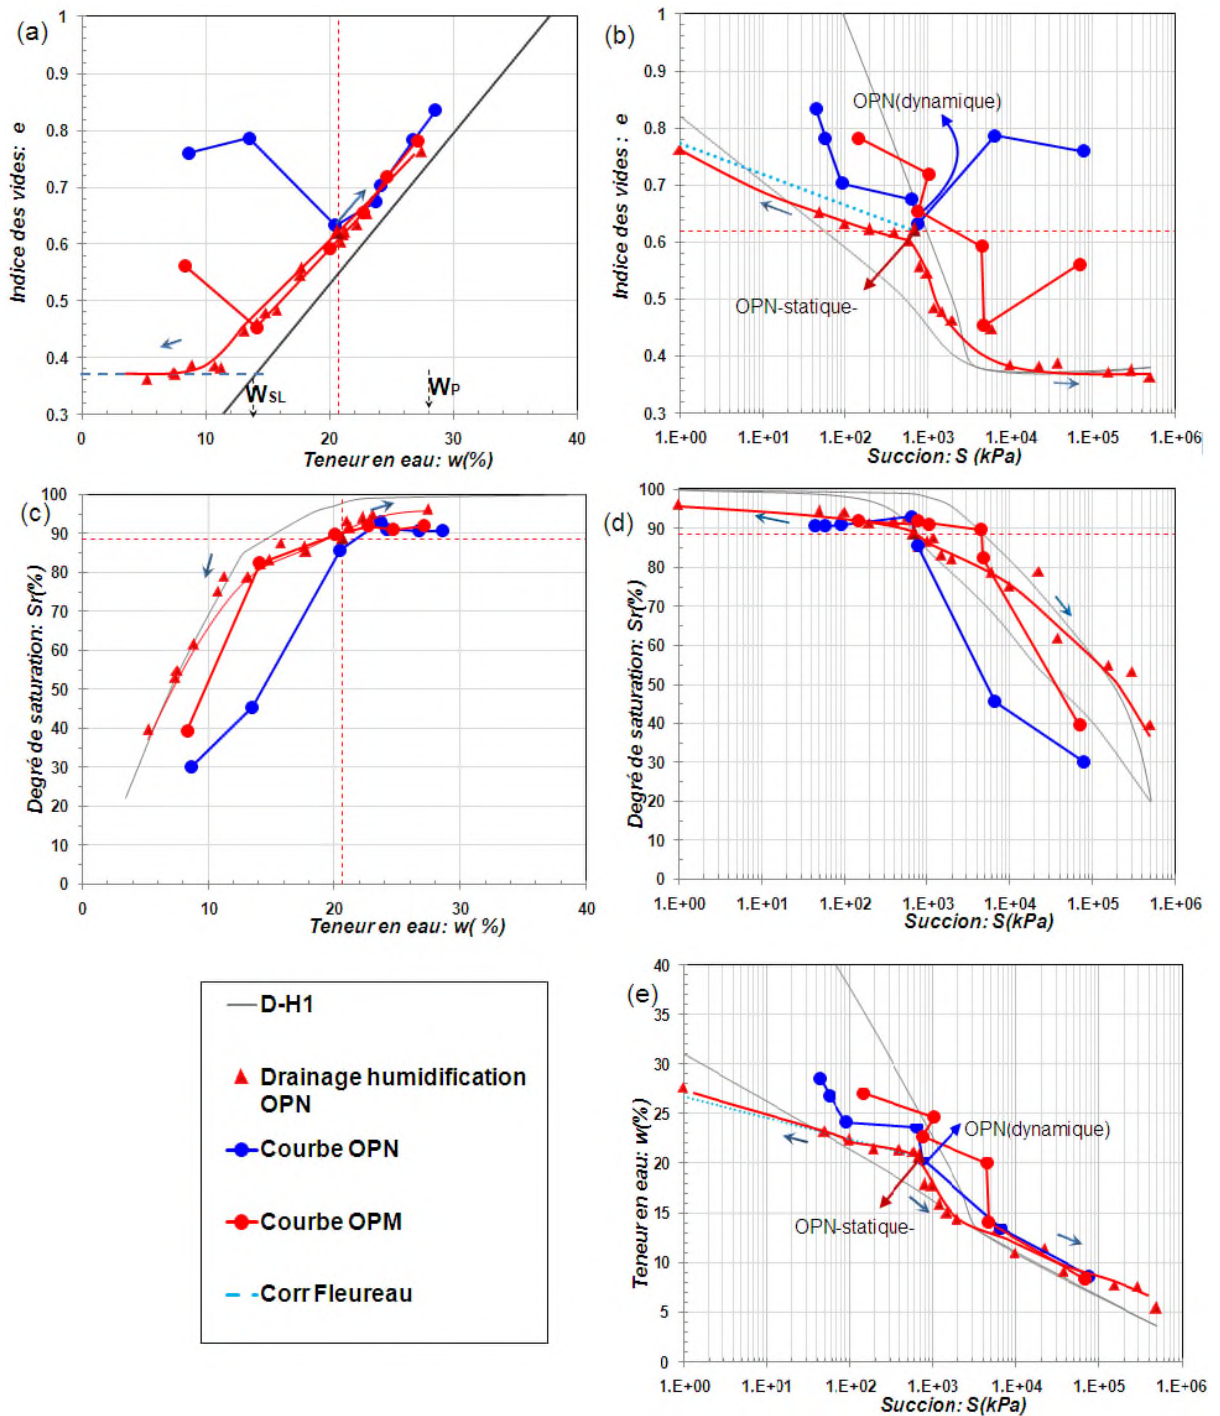 (a)
1
0.9
0.8
0.7
0.6
0.5
0.4
0.3
Indice des vides : e
W_SL
W_P
0 10 20 30 40
Teneur en eau: w(%)
(b)
1
0.9
0.8
0.7
0.6
0.5
0.4
0.3
Indice des vides : e
OPN(dynamique)
OPN-statique-
1.E+00 1.E+01 1.E+02 1.E+03 1.E+04 1.E+05 1.E+06
Succion: S (kPa)
(c)
100
90
80
70
60
50
40
30
20
10
0
Degré de saturation: Sr(%)
0 10 20 30 40
Teneur en eau: w( %)
(d)
100
90
80
70
60
50
40
30
20
10
0
Degré de saturation: Sr(%)
1.E+00 1.E+01 1.E+02 1.E+03 1.E+04 1.E+05 1.E+06
Succion: S(kPa)
D-H1
Drainage humidification
OPN
Courbe OPN
Courbe OPM
Corr Fleureau
(e)
40
35
30
25
20
15
10
5
0
Teneur en eau: w(%)
OPN(dynamique)
OPN-statique-
1.E+00 1.E+01 1.E+02 1.E+03 1.E+04 1.E+05 1.E+06
Succion: S(kPa)